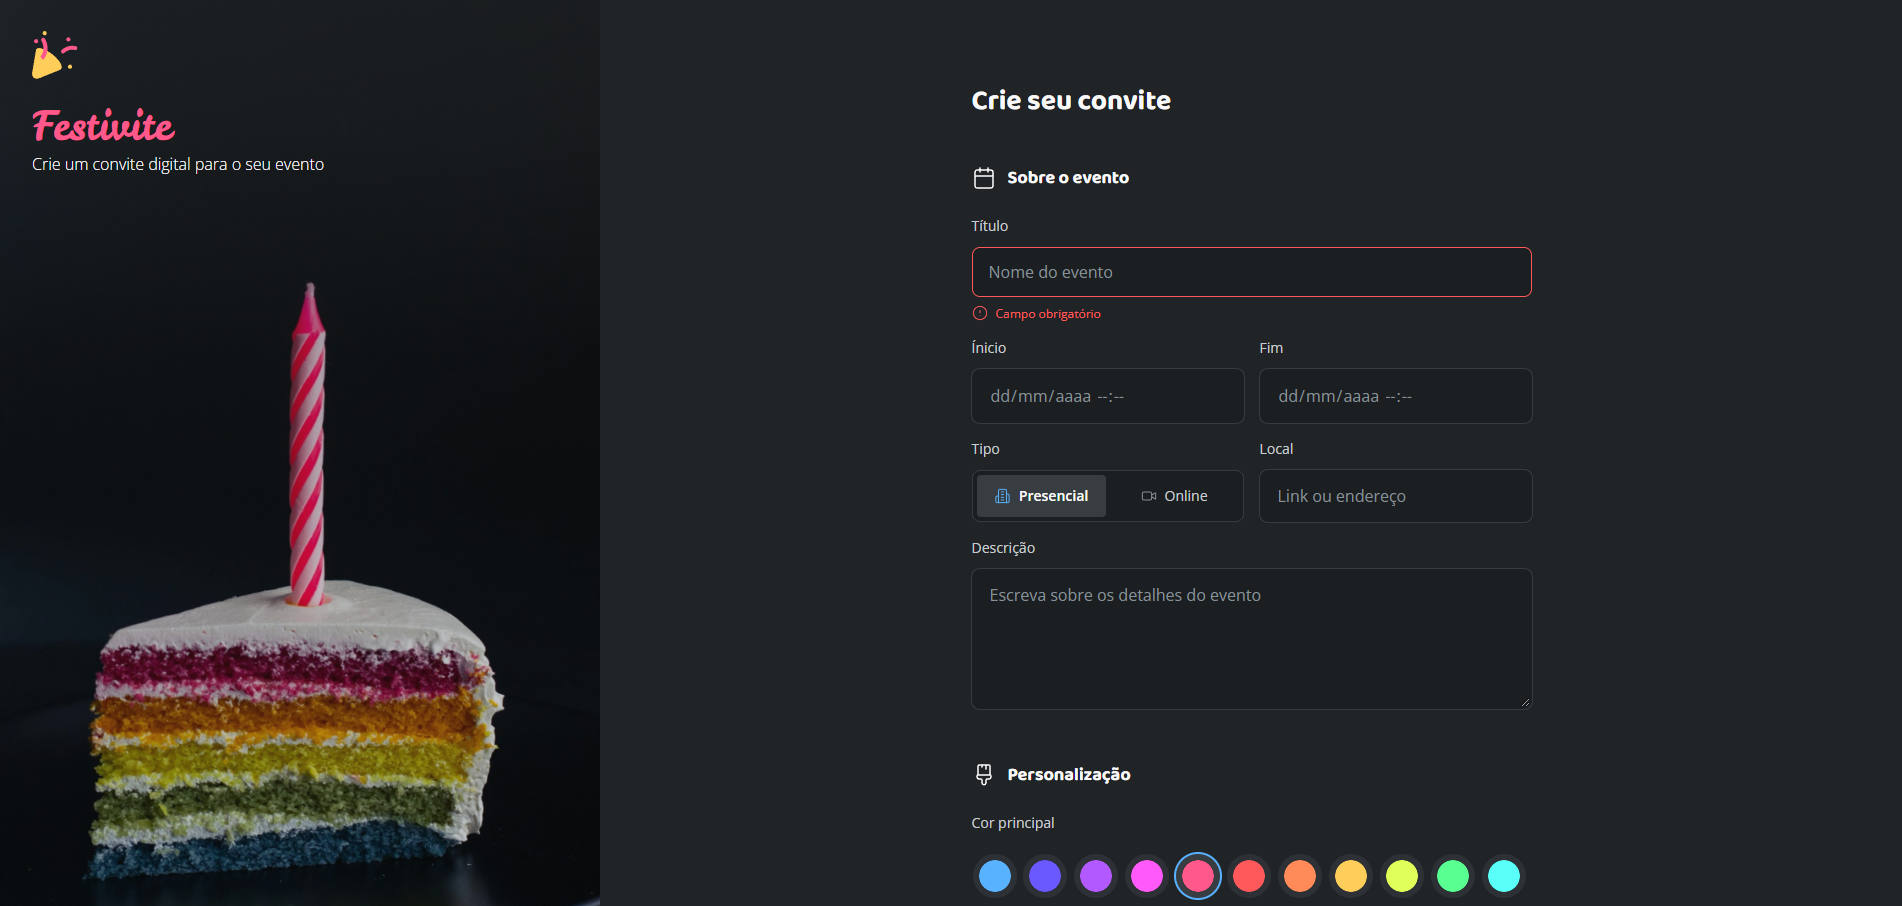 Festivite
Crie um convite digital para o seu evento
Crie seu convite
Sobre o evento
Título
Nome do evento
Campo obrigatório
Ínicio
Fim
dd/mm/aaaa --:--
dd/mm/aaaa --:--
Tipo
Local
Presencial
Online
Link ou endereço
Descrição
Escreva sobre os detalhes do evento
Personalização
Cor principal